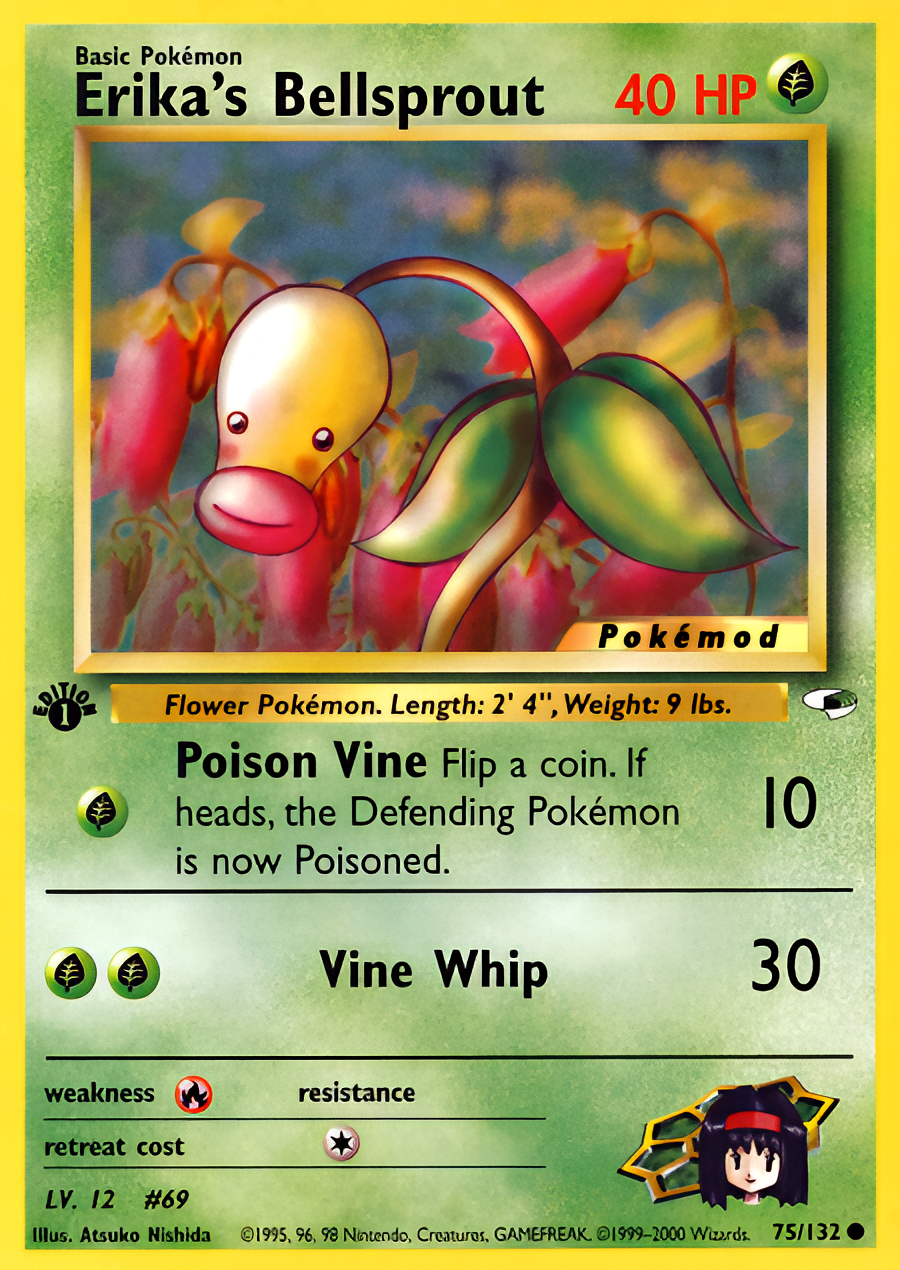 Basic Pokémon
Erika's Bellsprout 40 HP
Pokémod
EDITION
1
Flower Pokémon. Length: 2' 4", Weight: 9 lbs.
Poison Vine Flip a coin. If
heads, the Defending Pokémon
is now Poisoned.
10
Vine Whip 30
weakness resistance
retreat cost
LV. 12 #69
Illus. Atsuko Nishida ©1995, 96, 98 Nintendo, Creatures, GAMEFREAK. ©1999-2000 Wizards. 75/132